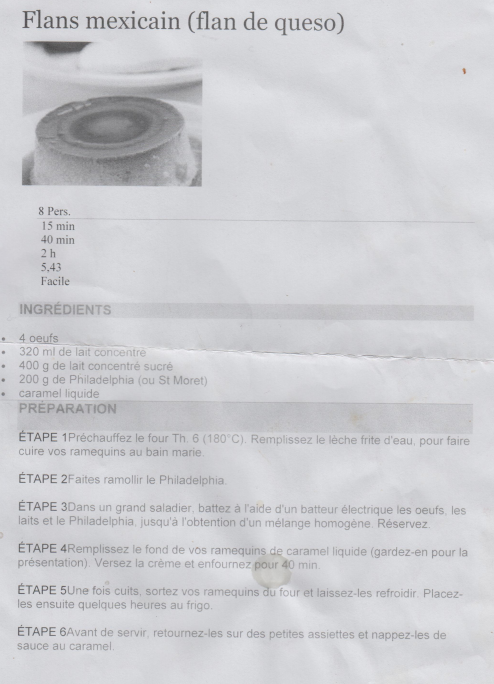 Flans mexicain (flan de queso)
8 Pers.
15 min
40 min
2 h
5,43
Facile
INGRÉDIENTS
• 4 oeufs
• 320 ml de lait concentré
• 400 g de lait concentré sucré
• 200 g de Philadelphia (ou St Moret)
• caramel liquide
PRÉPARATION
ÉTAPE 1Préchauffez le four Th. 6 (180°C). Remplissez le lèche frite d'eau, pour faire
cuire vos ramequins au bain marie.
ÉTAPE 2Faites ramollir le Philadelphia.
ÉTAPE 3Dans un grand saladier, battez à l'aide d'un batteur électrique les oeufs, les
laits et le Philadelphia, jusqu'à l'obtention d'un mélange homogène. Réservez.
ÉTAPE 4Remplissez le fond de vos ramequins de caramel liquide (gardez-en pour la
présentation). Versez la crème et enfournez pour 40 min.
ÉTAPE 5Une fois cuits, sortez vos ramequins du four et laissez-les refroidir. Placez-
les ensuite quelques heures au frigo.
ÉTAPE 6Avant de servir, retournez-les sur des petites assiettes et nappez-les de
sauce au caramel.